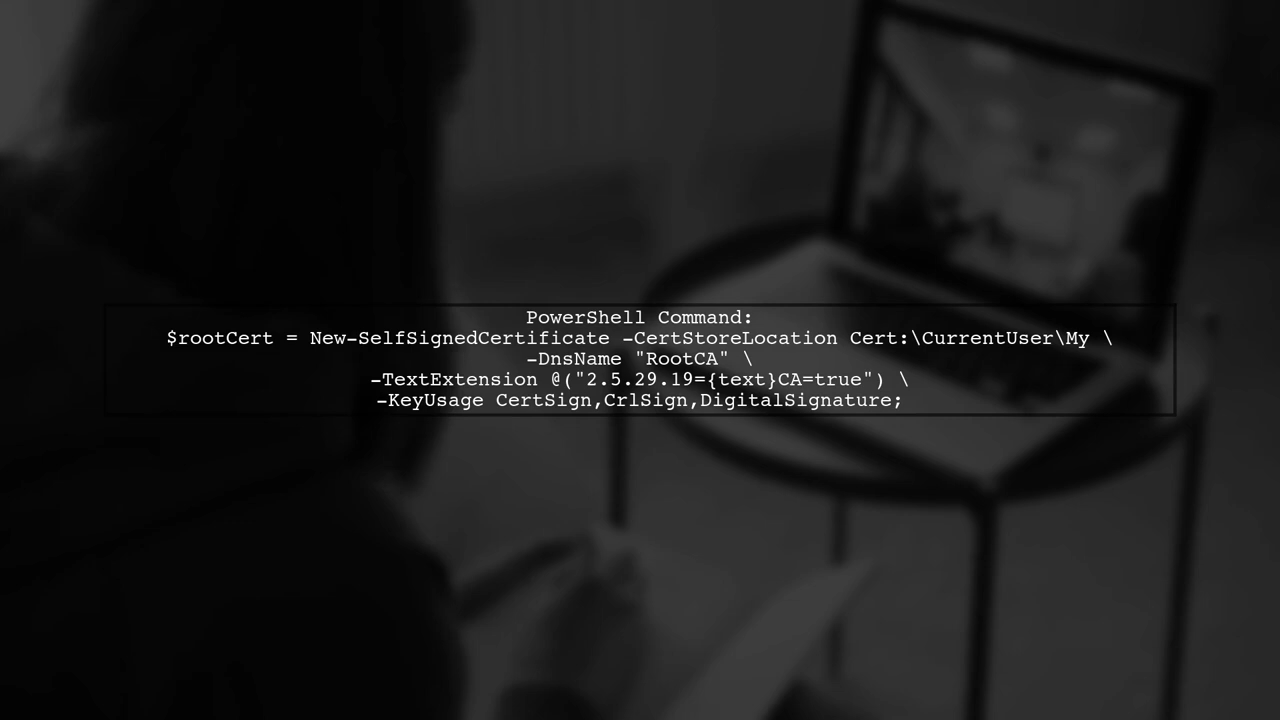 PowerShell Command:
$rootCert = New-SelfSignedCertificate -CertStoreLocation Cert:\CurrentUser\My \
-DnsName "RootCA" \
-TextExtension @("2.5.29.19={text}CA=true") \
-KeyUsage CertSign,CrlSign,DigitalSignature;